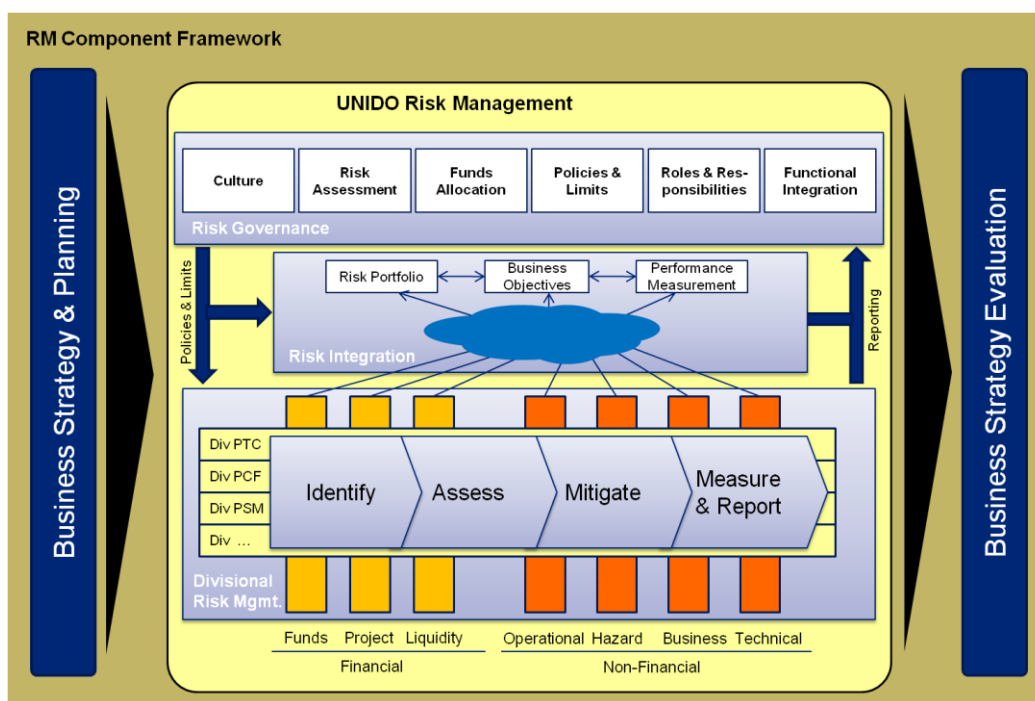 RM Component Framework
Business Strategy & Planning
UNIDO Risk Management
Culture
Risk
Assessment
Funds
Allocation
Policies &
Limits
Roles & Res-
ponsibilities
Functional
Integration
Risk Governance
Policies & Limits
Risk Portfolio
Business
Objectives
Performance
Measurement
Risk Integration
Reporting
Div PTC
Div PCF
Div PSM
Div ...
Identify
Assess
Mitigate
Measure
& Report
Divisional
Risk Mgmt.
Funds
Project
Liquidity
Operational
Hazard
Business
Technical
Financial
Non-Financial
Business Strategy Evaluation